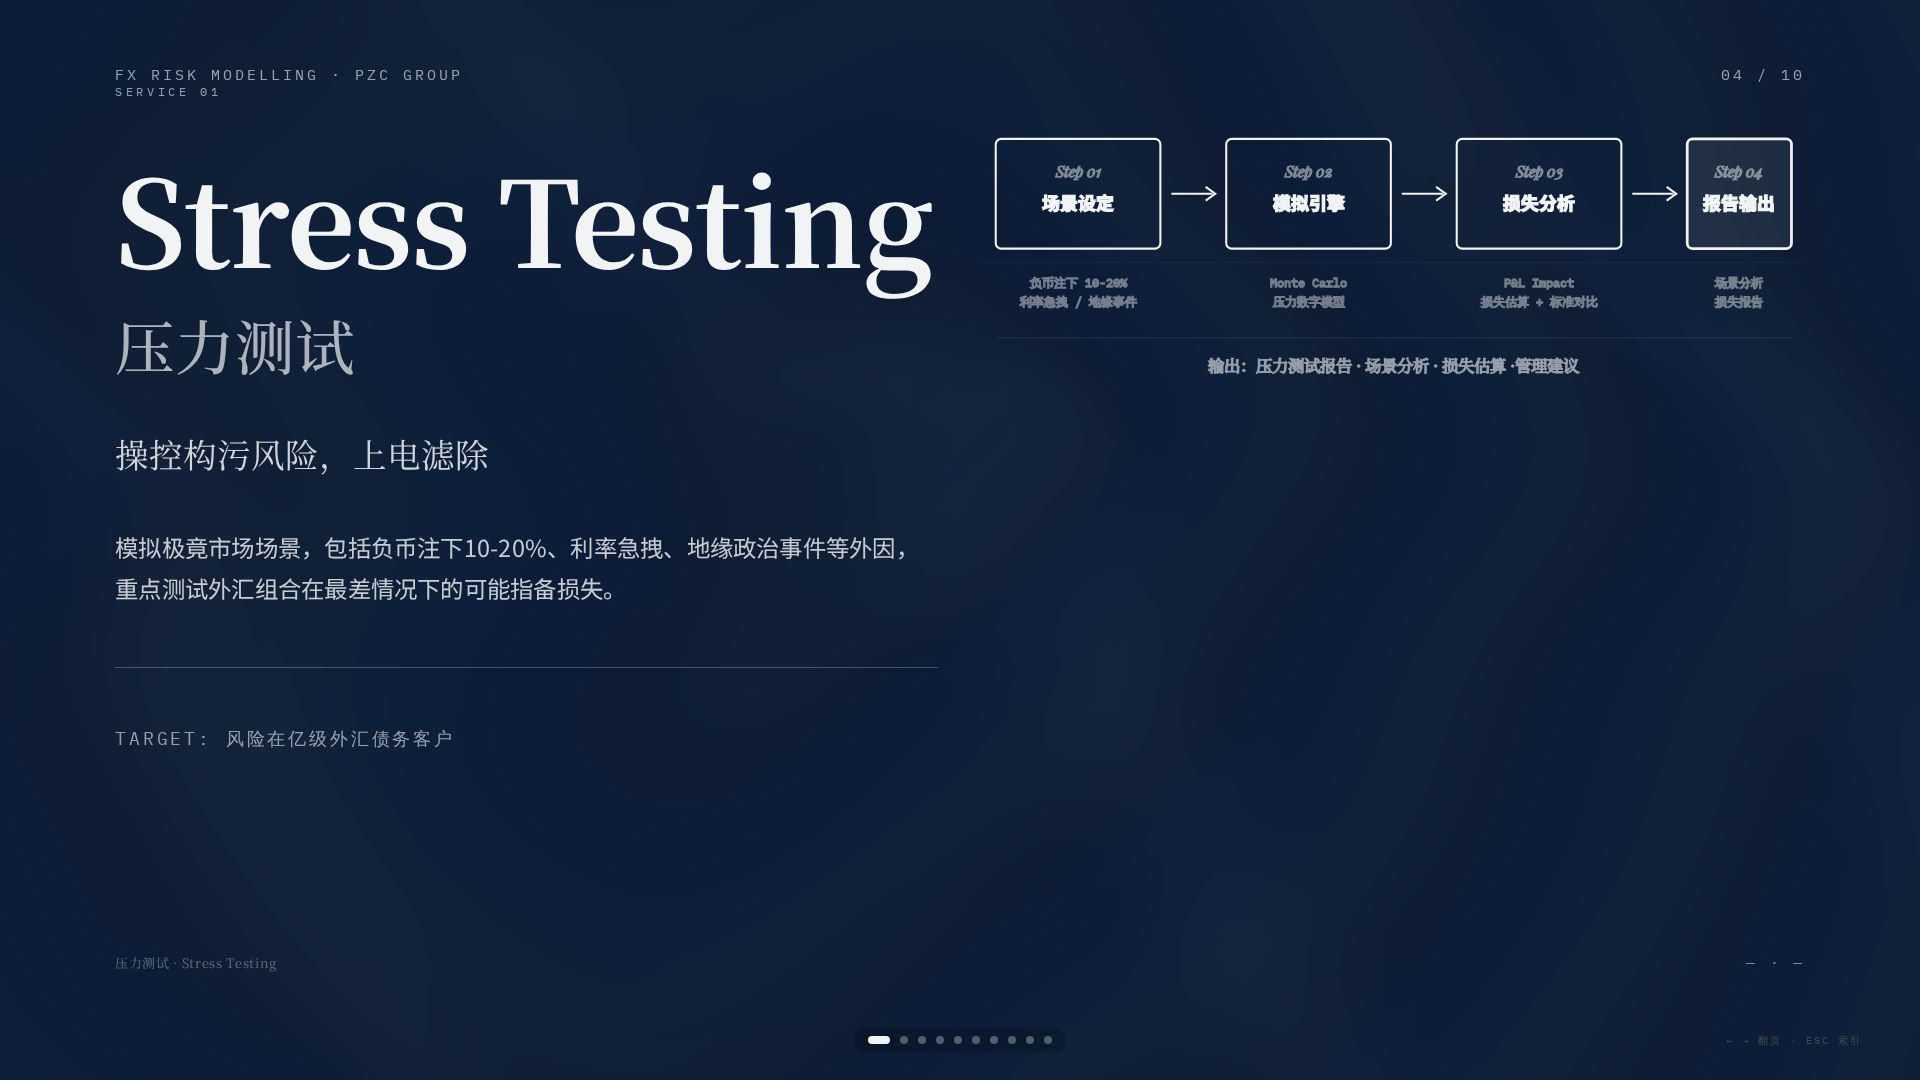 FX RISK MODELLING · PZC GROUP
SERVICE 01
04 / 10
Stress Testing
压力测试
操控构污风险，上电滤除
模拟极竟市场场景，包括负币注下10-20%、利率急拽、地缘政治事件等外因，
重点测试外汇组合在最差情况下的可能指备损失。
TARGET: 风险在亿级外汇债务客户
Step 01
场景设定
Step 02
模拟引擎
Step 03
损失分析
Step 04
报告输出
负币注下 10-20%
利率急拽 / 地缘事件
Monte Carlo
压力数字模型
P&L Impact
损失估算 + 标准对比
场景分析
损失报告
输出：压力测试报告 · 场景分析 · 损失估算 ·管理建议
压力测试 · Stress Testing
— · —
← → 翻页 · ESC 索引